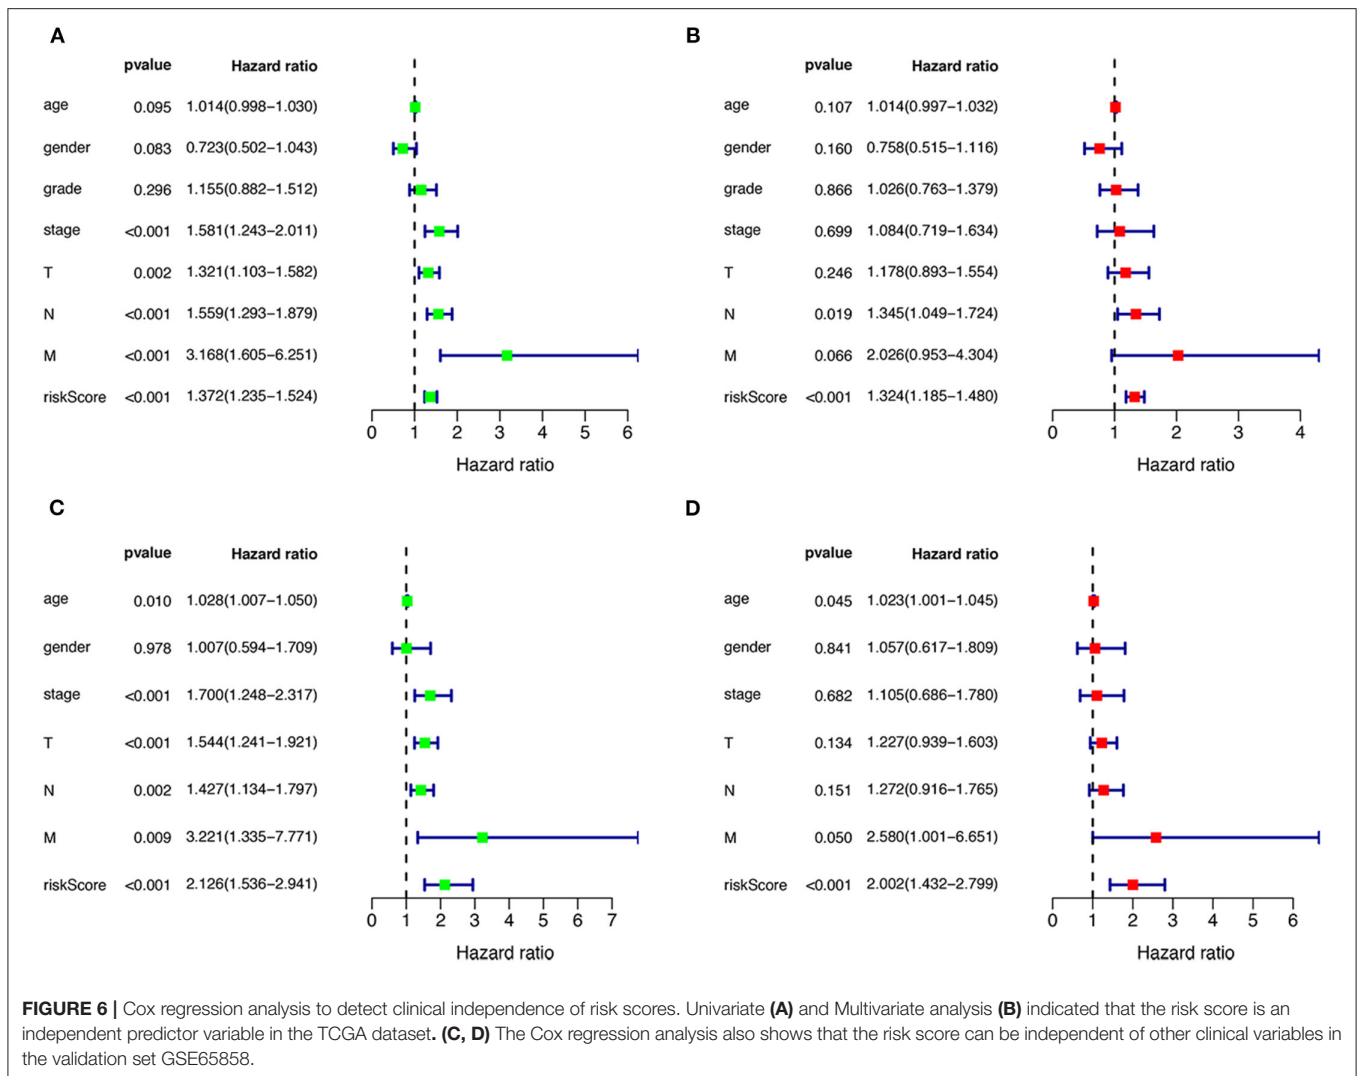 A
pvalue Hazard ratio
age 0.095 1.014(0.998−1.030)
gender 0.083 0.723(0.502−1.043)
grade 0.296 1.155(0.882−1.512)
stage <0.001 1.581(1.243−2.011)
T 0.002 1.321(1.103−1.582)
N <0.001 1.559(1.293−1.879)
M <0.001 3.168(1.605−6.251)
riskScore <0.001 1.372(1.235−1.524)
0 1 2 3 4 5 6
Hazard ratio
B
pvalue Hazard ratio
age 0.107 1.014(0.997−1.032)
gender 0.160 0.758(0.515−1.116)
grade 0.866 1.026(0.763−1.379)
stage 0.699 1.084(0.719−1.634)
T 0.246 1.178(0.893−1.554)
N 0.019 1.345(1.049−1.724)
M 0.066 2.026(0.953−4.304)
riskScore <0.001 1.324(1.185−1.480)
0 1 2 3 4
Hazard ratio
C
pvalue Hazard ratio
age 0.010 1.028(1.007−1.050)
gender 0.978 1.007(0.594−1.709)
stage <0.001 1.700(1.248−2.317)
T <0.001 1.544(1.241−1.921)
N 0.002 1.427(1.134−1.797)
M 0.009 3.221(1.335−7.771)
riskScore <0.001 2.126(1.536−2.941)
0 1 2 3 4 5 6 7
Hazard ratio
D
pvalue Hazard ratio
age 0.045 1.023(1.001−1.045)
gender 0.841 1.057(0.617−1.809)
stage 0.682 1.105(0.686−1.780)
T 0.134 1.227(0.939−1.603)
N 0.151 1.272(0.916−1.765)
M 0.050 2.580(1.001−6.651)
riskScore <0.001 2.002(1.432−2.799)
0 1 2 3 4 5 6
Hazard ratio
FIGURE 6 | Cox regression analysis to detect clinical independence of risk scores. Univariate (A) and Multivariate analysis (B) indicated that the risk score is an
independent predictor variable in the TCGA dataset. (C, D) The Cox regression analysis also shows that the risk score can be independent of other clinical variables in
the validation set GSE65858.